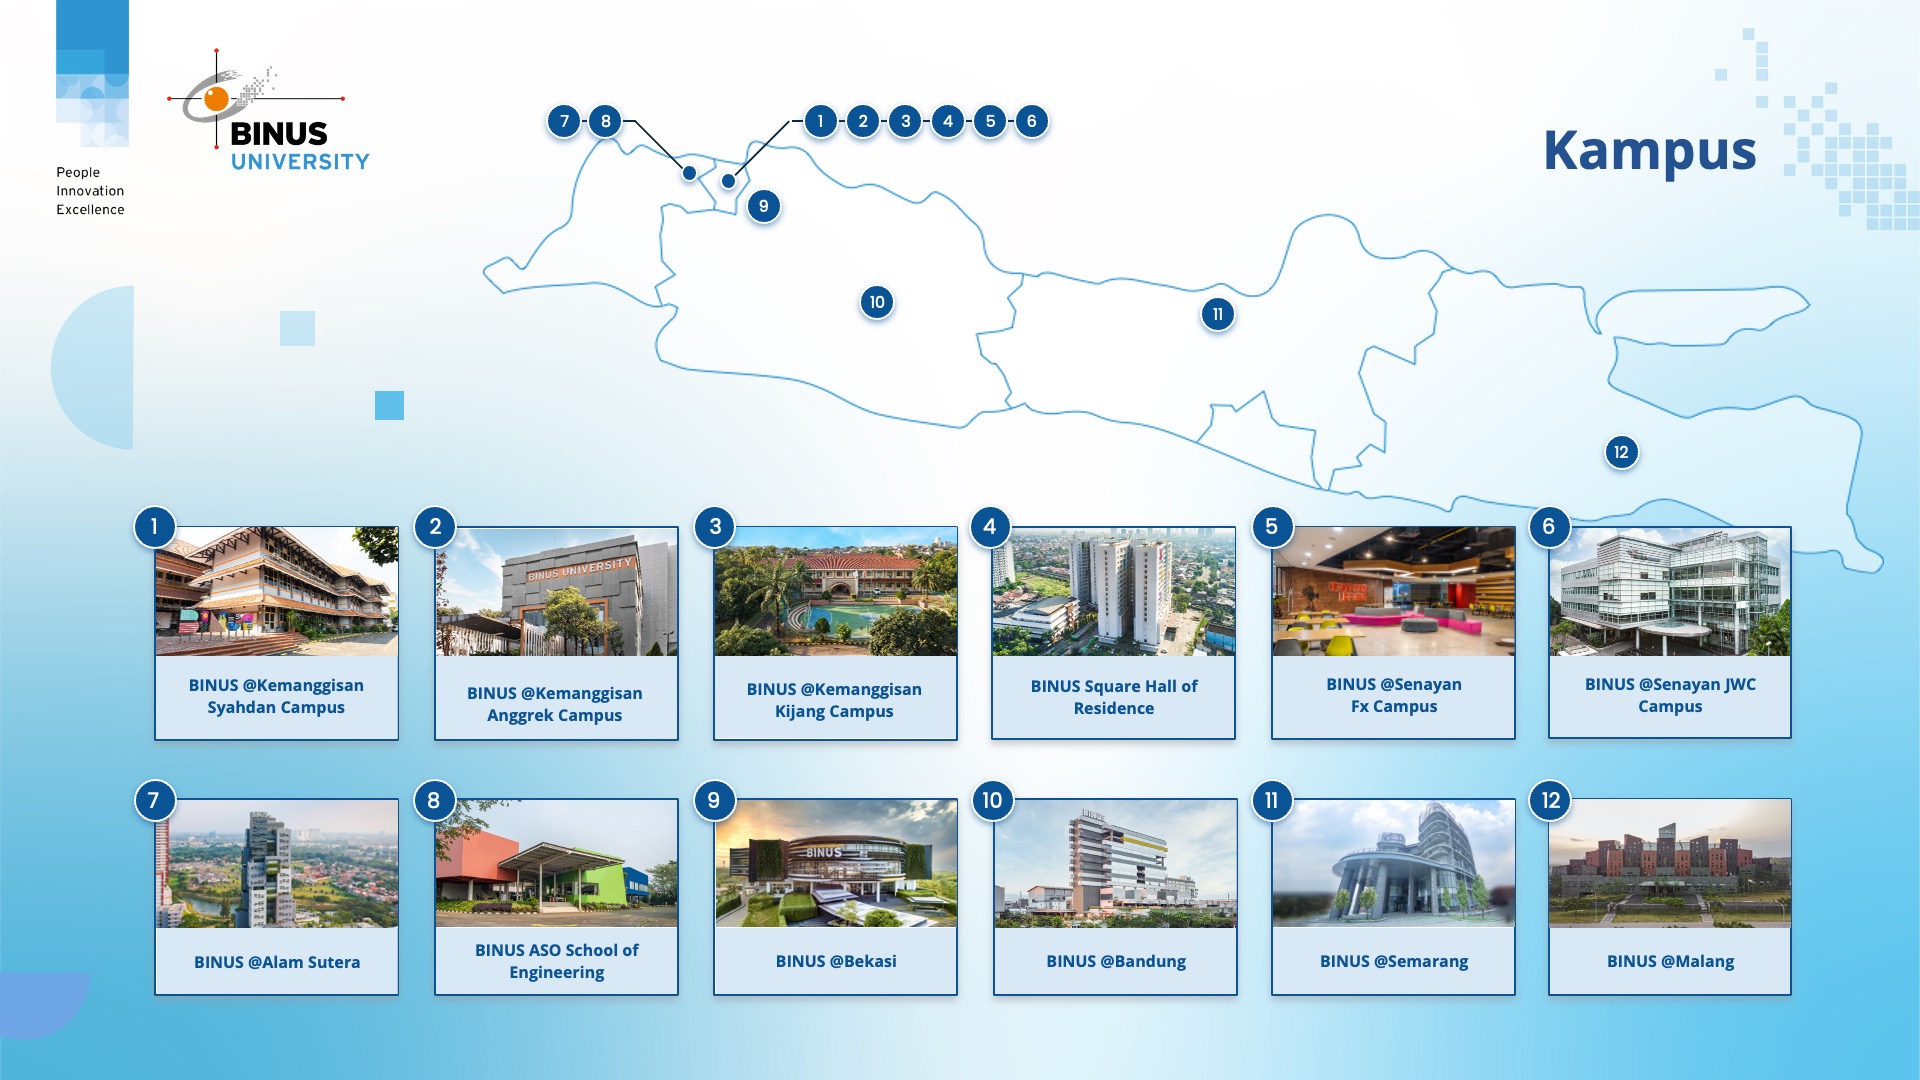 BINUS
UNIVERSITY
People
Innovation
Excellence
Kampus
7 8
1 2 3 4 5 6
9
10
11
12
1
2
3
4
5
6
BINUS UNIVERSITY
BINUS @Kemanggisan
Syahdan Campus
BINUS @Kemanggisan
Anggrek Campus
BINUS @Kemanggisan
Kijang Campus
BINUS Square Hall of
Residence
BINUS @Senayan
Fx Campus
BINUS @Senayan JWC
Campus
7
8
9
10
11
12
BINUS
BINUS
BINUS @Alam Sutera
BINUS ASO School of
Engineering
BINUS @Bekasi
BINUS @Bandung
BINUS @Semarang
BINUS @Malang